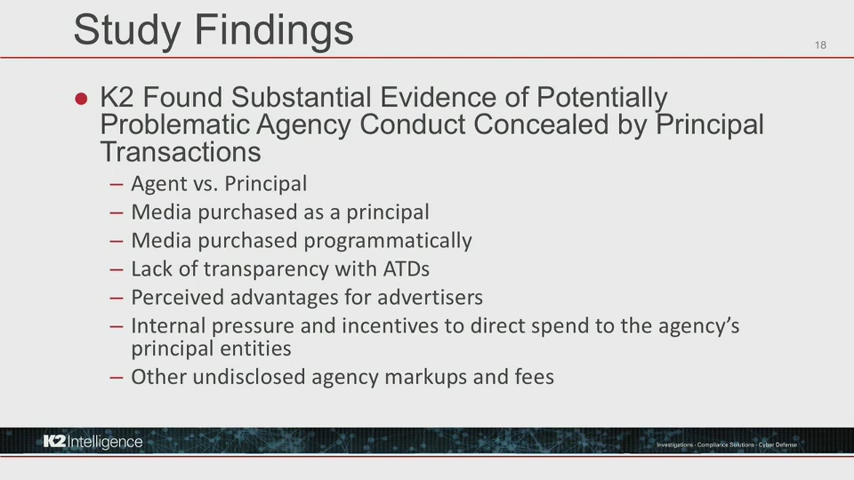 Study Findings
18
● K2 Found Substantial Evidence of Potentially
Problematic Agency Conduct Concealed by Principal
Transactions
– Agent vs. Principal
– Media purchased as a principal
– Media purchased programmatically
– Lack of transparency with ATDs
– Perceived advantages for advertisers
– Internal pressure and incentives to direct spend to the agency’s
principal entities
– Other undisclosed agency markups and fees
K2Intelligence
Investigations - Compliance Solutions - Cyber Defense